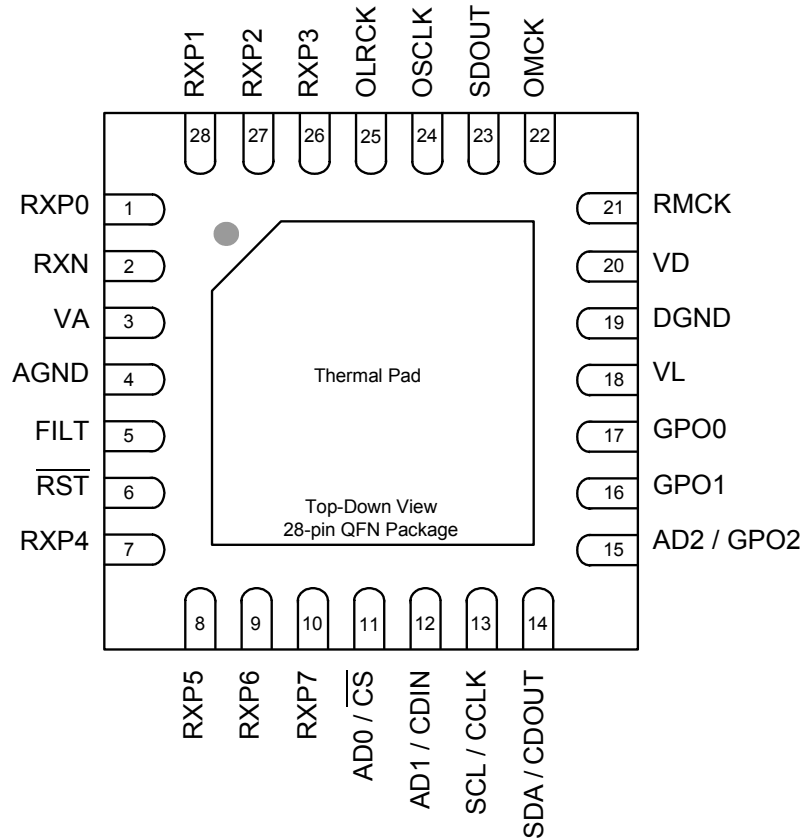 RXP1
RXP2
RXP3
OLRCK
OSCLK
SDOUT
OMCK
28
27
26
25
24
23
22
RXP0 1
RXN 2
VA 3
AGND 4
FILT 5
R̅S̅T̅ 6
RXP4 7
21 RMCK
20 VD
19 DGND
18 VL
17 GPO0
16 GPO1
15 AD2 / GPO2
Thermal Pad
Top-Down View
28-pin QFN Package
8
9
10
11
12
13
14
RXP5
RXP6
RXP7
AD0 / C̅S̅
AD1 / CDIN
SCL / CCLK
SDA / CDOUT